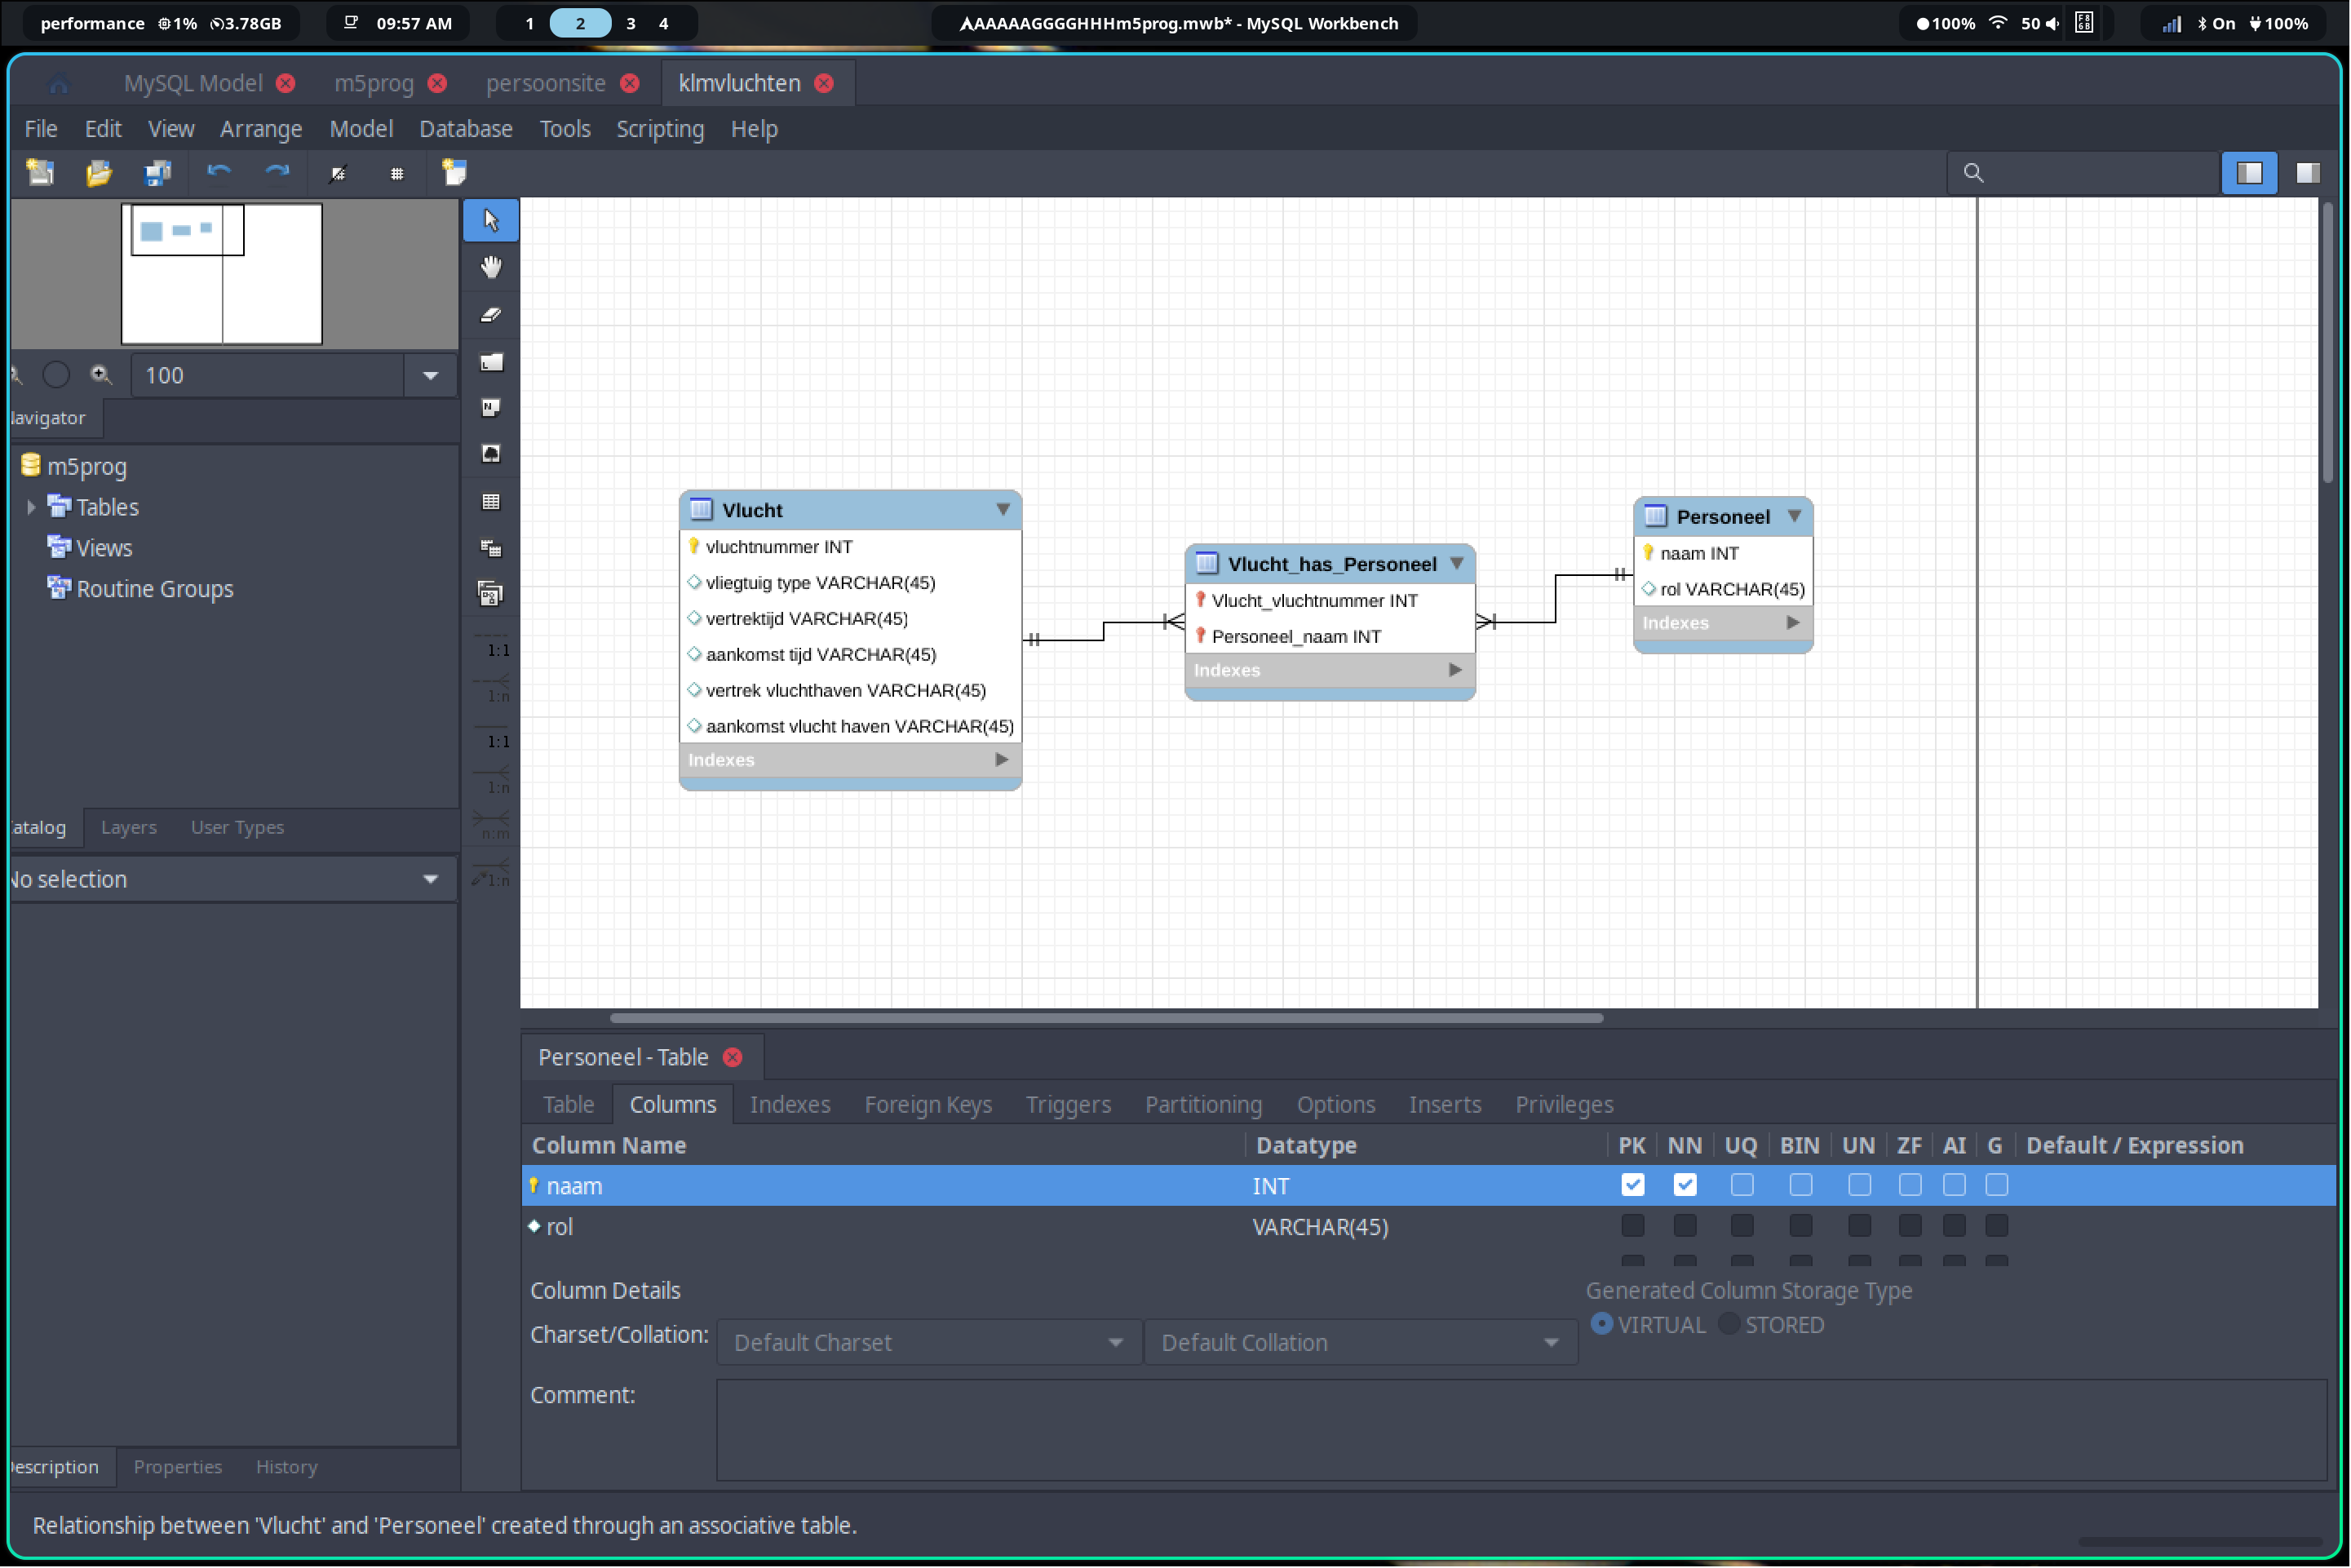 performance 1% 3.78GB 09:57 AM 1 2 3 4 AAAAAGGGGHHHm5prog.mwb* - MySQL Workbench 100% 50 F8 6B On 100%
MySQL Model m5prog persoonsite klmvluchten
File Edit View Arrange Model Database Tools Scripting Help
100
Navigator
m5prog
Tables
Views
Routine Groups
Catalog Layers User Types
No selection
Description Properties History
1:1
1:n
1:1
1:n
n:m
1:n
Vlucht
vluchtnummer INT
vliegtuig type VARCHAR(45)
vertrektijd VARCHAR(45)
aankomst tijd VARCHAR(45)
vertrek vluchthaven VARCHAR(45)
aankomst vlucht haven VARCHAR(45)
Indexes
Vlucht_has_Personeel
Vlucht_vluchtnummer INT
Personeel_naam INT
Indexes
Personeel
naam INT
rol VARCHAR(45)
Indexes
Personeel - Table
Table Columns Indexes Foreign Keys Triggers Partitioning Options Inserts Privileges
Column Name Datatype PK NN UQ BIN UN ZF AI G Default / Expression
naam INT
rol VARCHAR(45)
Column Details Generated Column Storage Type
Charset/Collation: Default Charset Default Collation VIRTUAL STORED
Comment:
Relationship between 'Vlucht' and 'Personeel' created through an associative table.